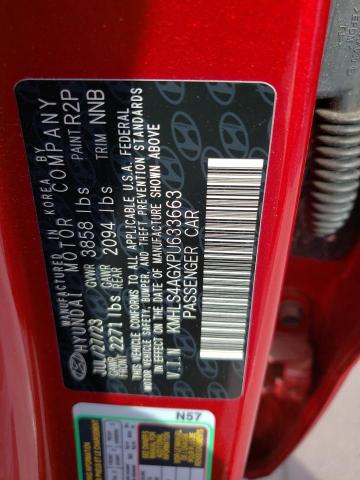 MANUFACTURED IN KOREA BY
HYUNDAI MOTOR COMPANY
JUL/27/23 GVWR 3858 lbs PAINT R2P
GAWR FRONT 2271 lbs GAWR REAR 2094 lbs TRIM NNB
THIS VEHICLE CONFORMS TO ALL APPLICABLE U.S.A. FEDERAL
MOTOR VEHICLE SAFETY, BUMPER, AND THEFT PREVENTION STANDARDS
IN EFFECT ON THE DATE OF MANUFACTURE SHOWN ABOVE
V.I.N KMHLS4AGXPU633663
PASSENGER CAR
N57